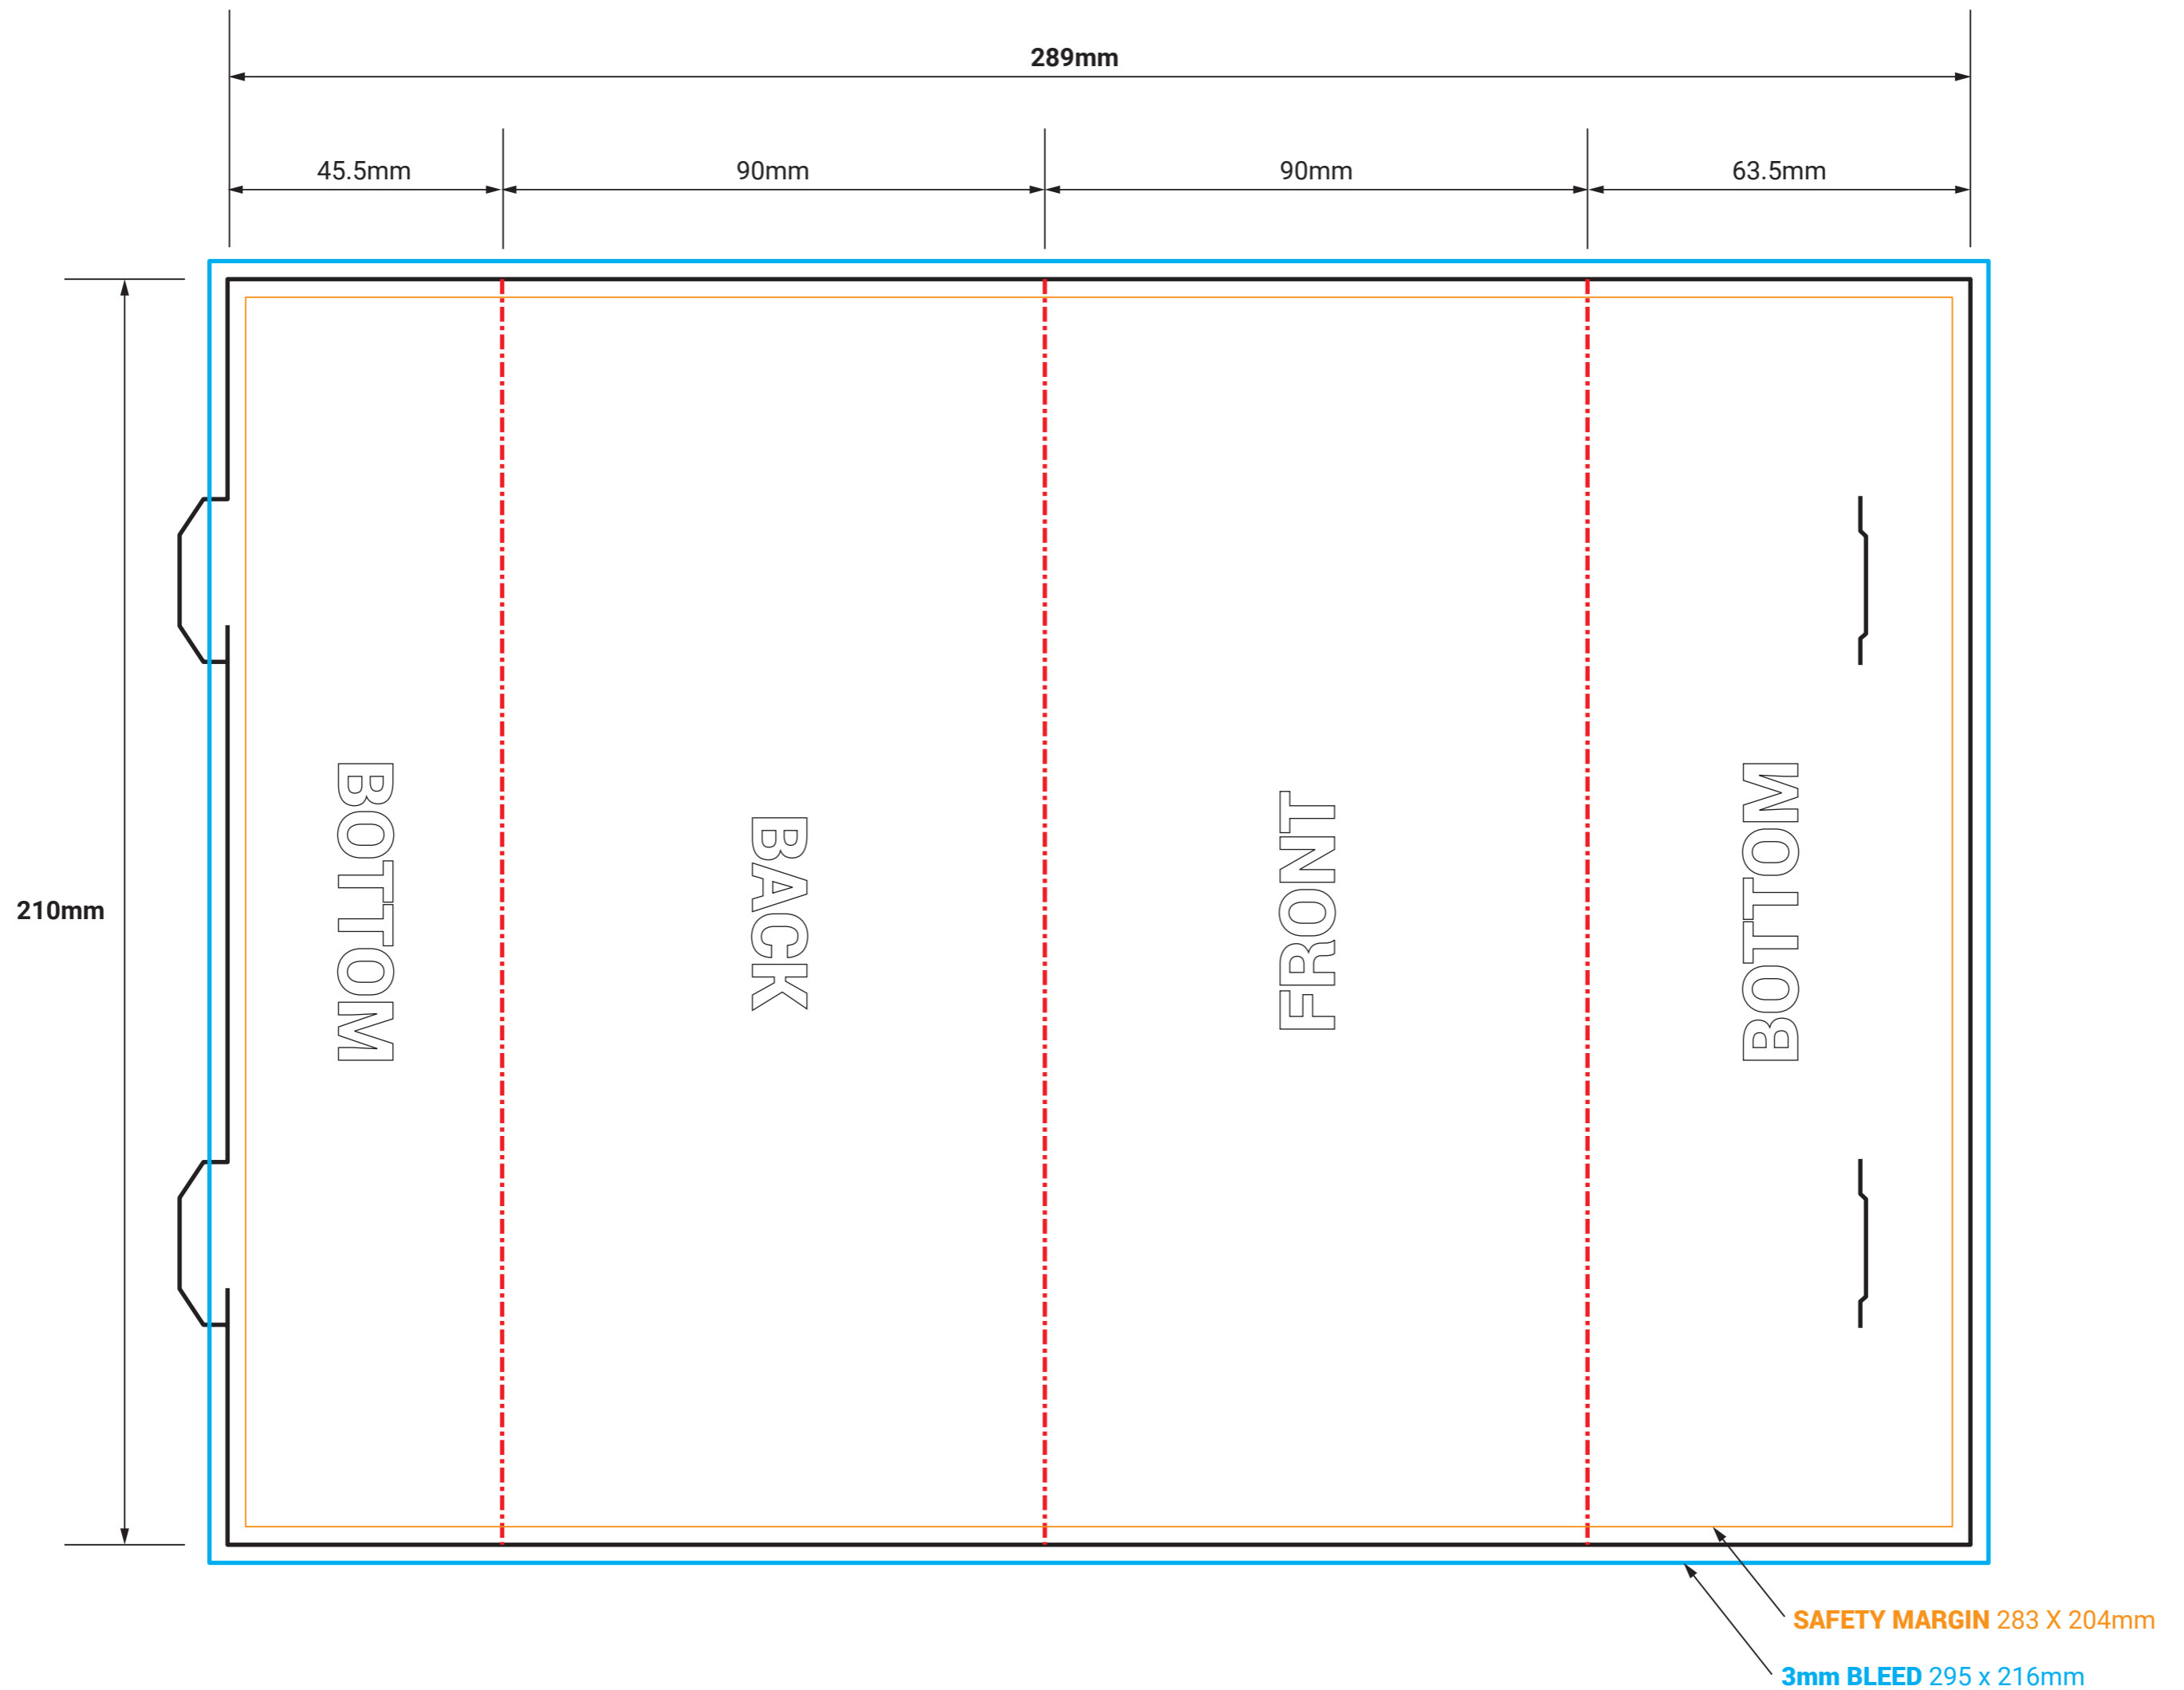 289mm
45.5mm 90mm 90mm 63.5mm
BOTTOM
BACK
FRONT
BOTTOM
210mm
SAFETY MARGIN 283 X 204mm
3mm BLEED 295 x 216mm